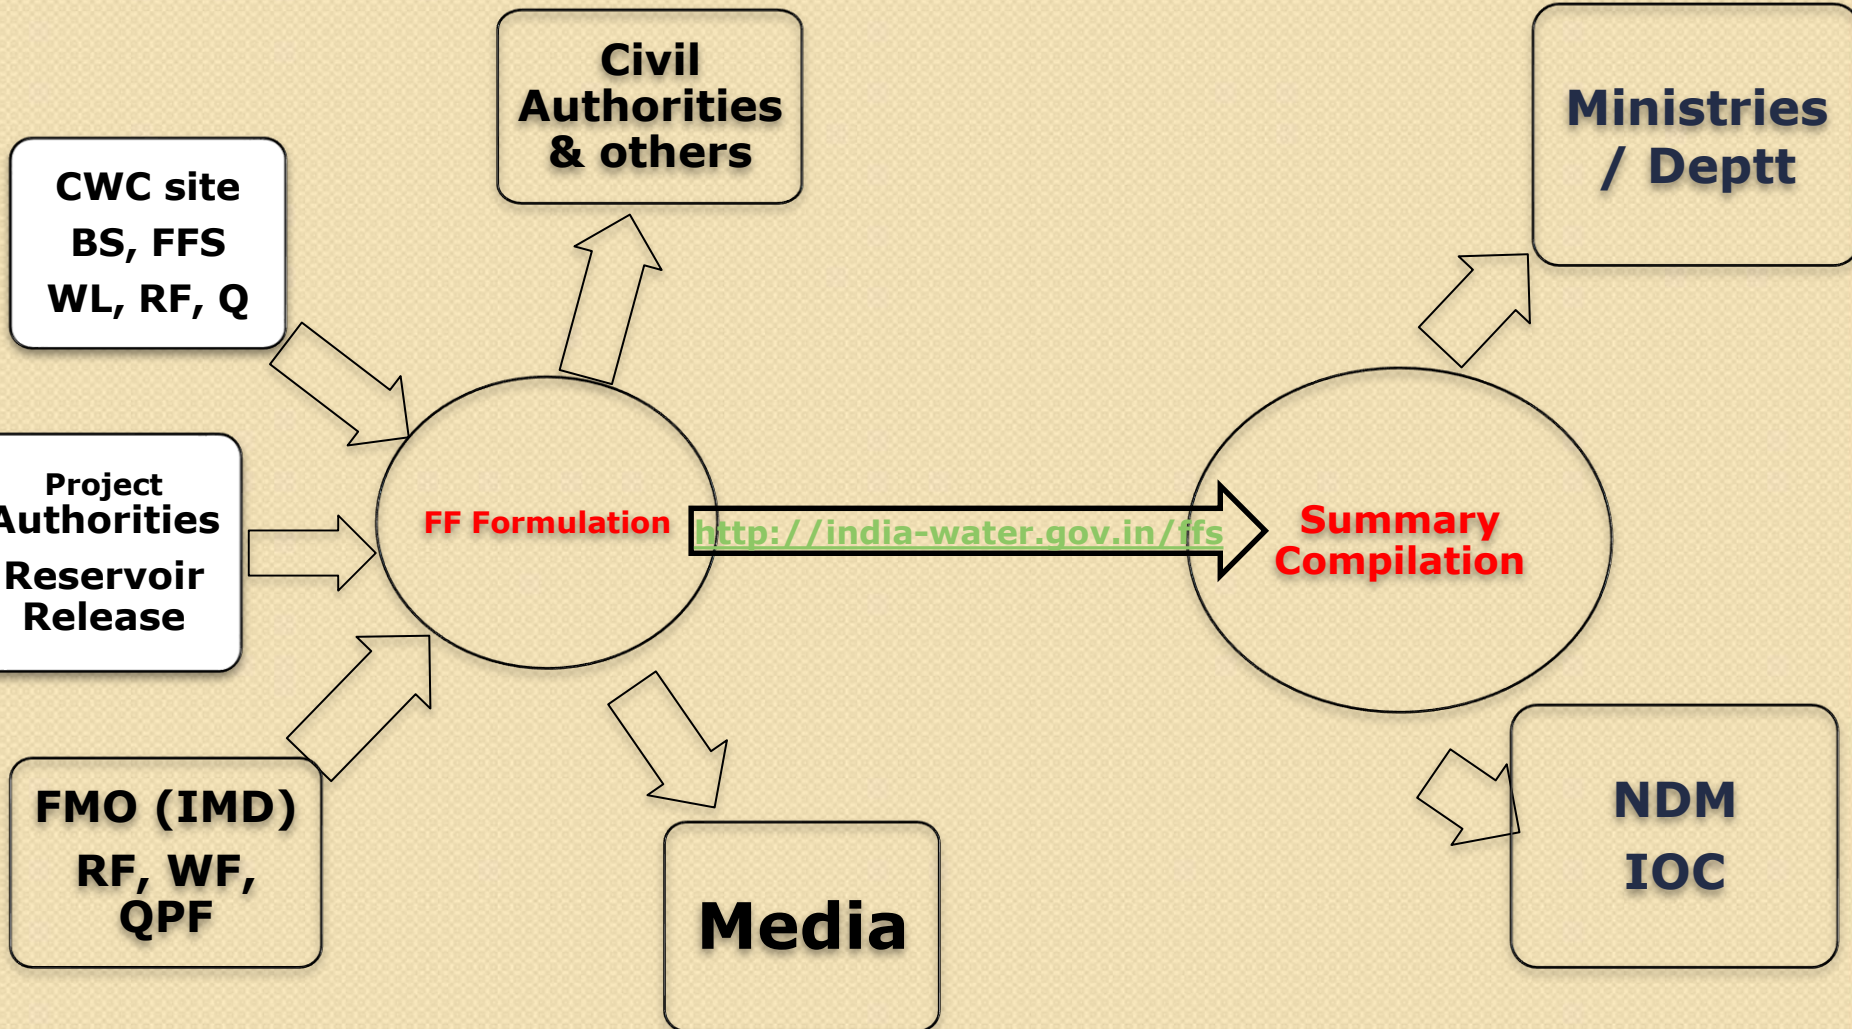 Civil
Authorities
& others
Ministries
/ Deptt
CWC site
BS, FFS
WL, RF, Q
Project
Authorities
Reservoir
Release
FF Formulation
http://india-water.gov.in/ffs
Summary
Compilation
FMO (IMD)
RF, WF,
QPF
Media
NDM
IOC